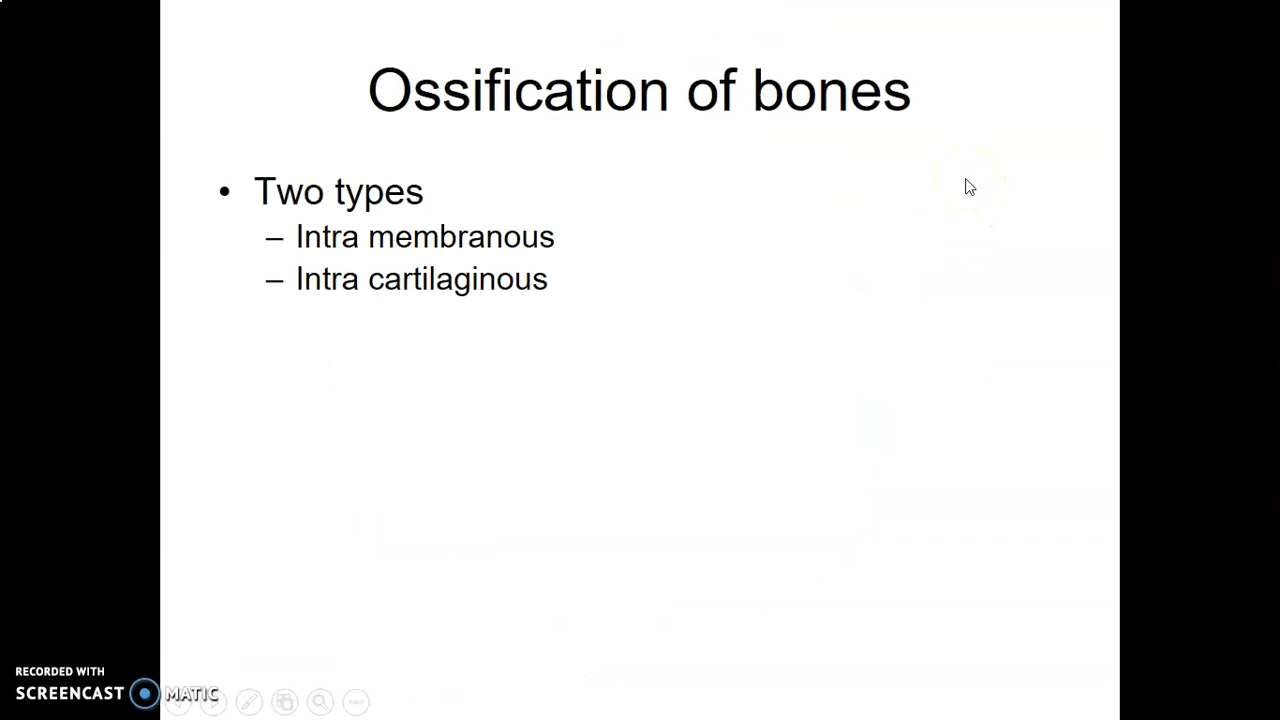 Ossification of bones
• Two types
– Intra membranous
– Intra cartilaginous
RECORDED WITH
SCREENCAST MATIC